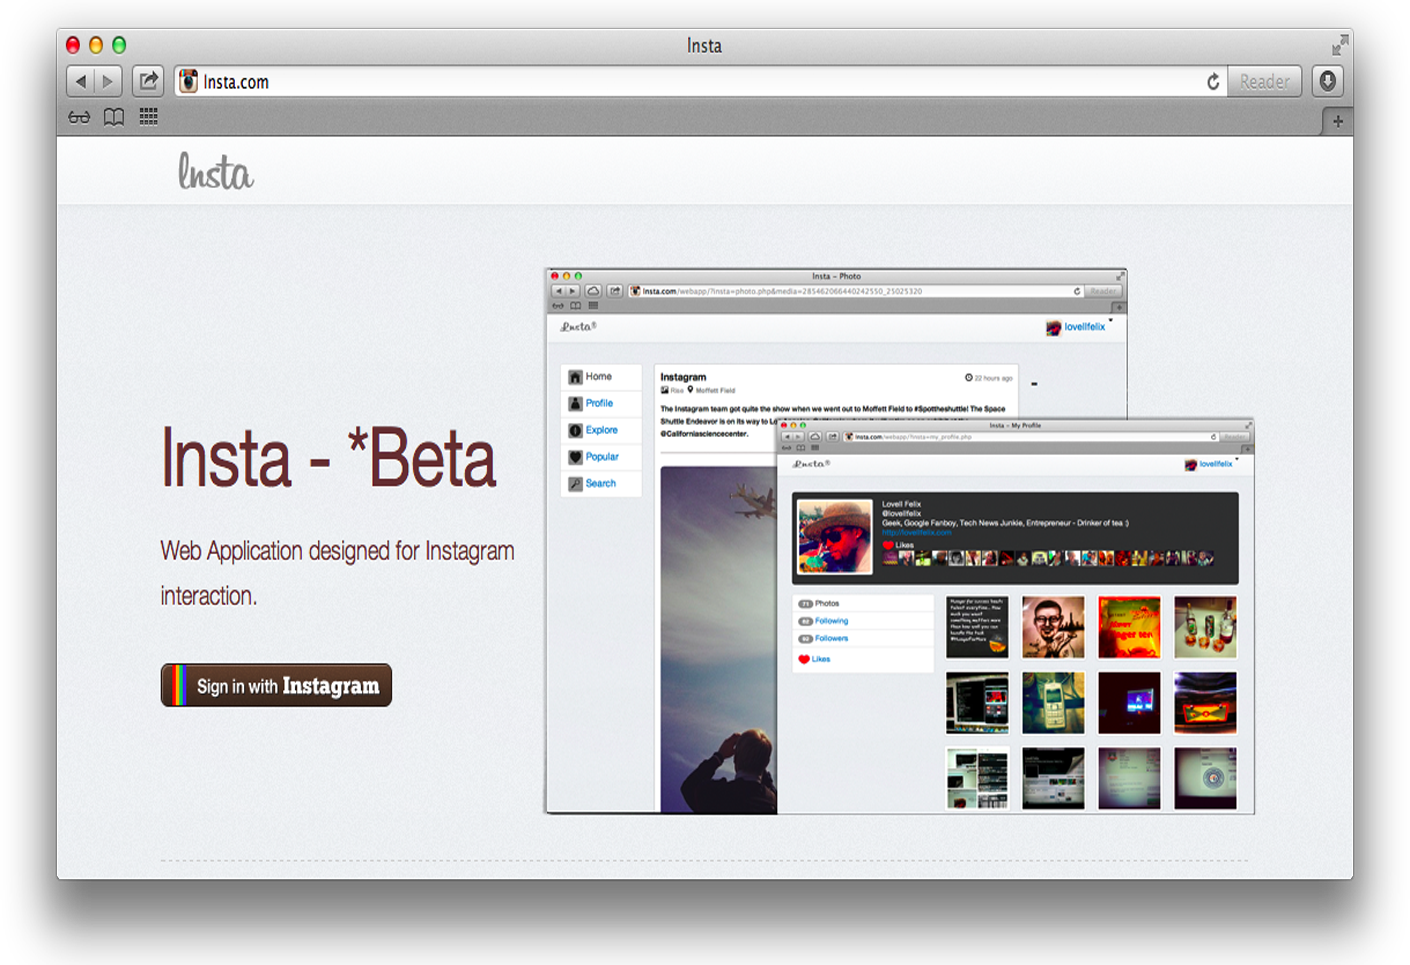 Insta
Insta.com
Reader
Insta
Insta - *Beta
Web Application designed for Instagram
interaction.
Sign in with Instagram
Insta - Photo
Insta.com/webapp/?insta=photo.php&media=285462066440242550_25025320
Reader
Insta®
lovellfelix
Home
Profile
Explore
Popular
Search
Instagram
22 hours ago
Rise Moffett Field
The Instagram team got quite the show when we went out to Moffett Field to #Spottheshuttle! The Space
Shuttle Endeavor is on its way to
@Californiasciencecenter.
Insta - My Profile
Insta.com/webapp/?insta=my_profile.php
Reader
Insta®
lovellfelix
Lovell Felix
@lovellfelix
Geek, Google Fanboy, Tech News Junkie, Entrepreneur - Drinker of tea :)
http://lovellfelix.com
Likes
71 Photos
62 Following
62 Followers
Likes